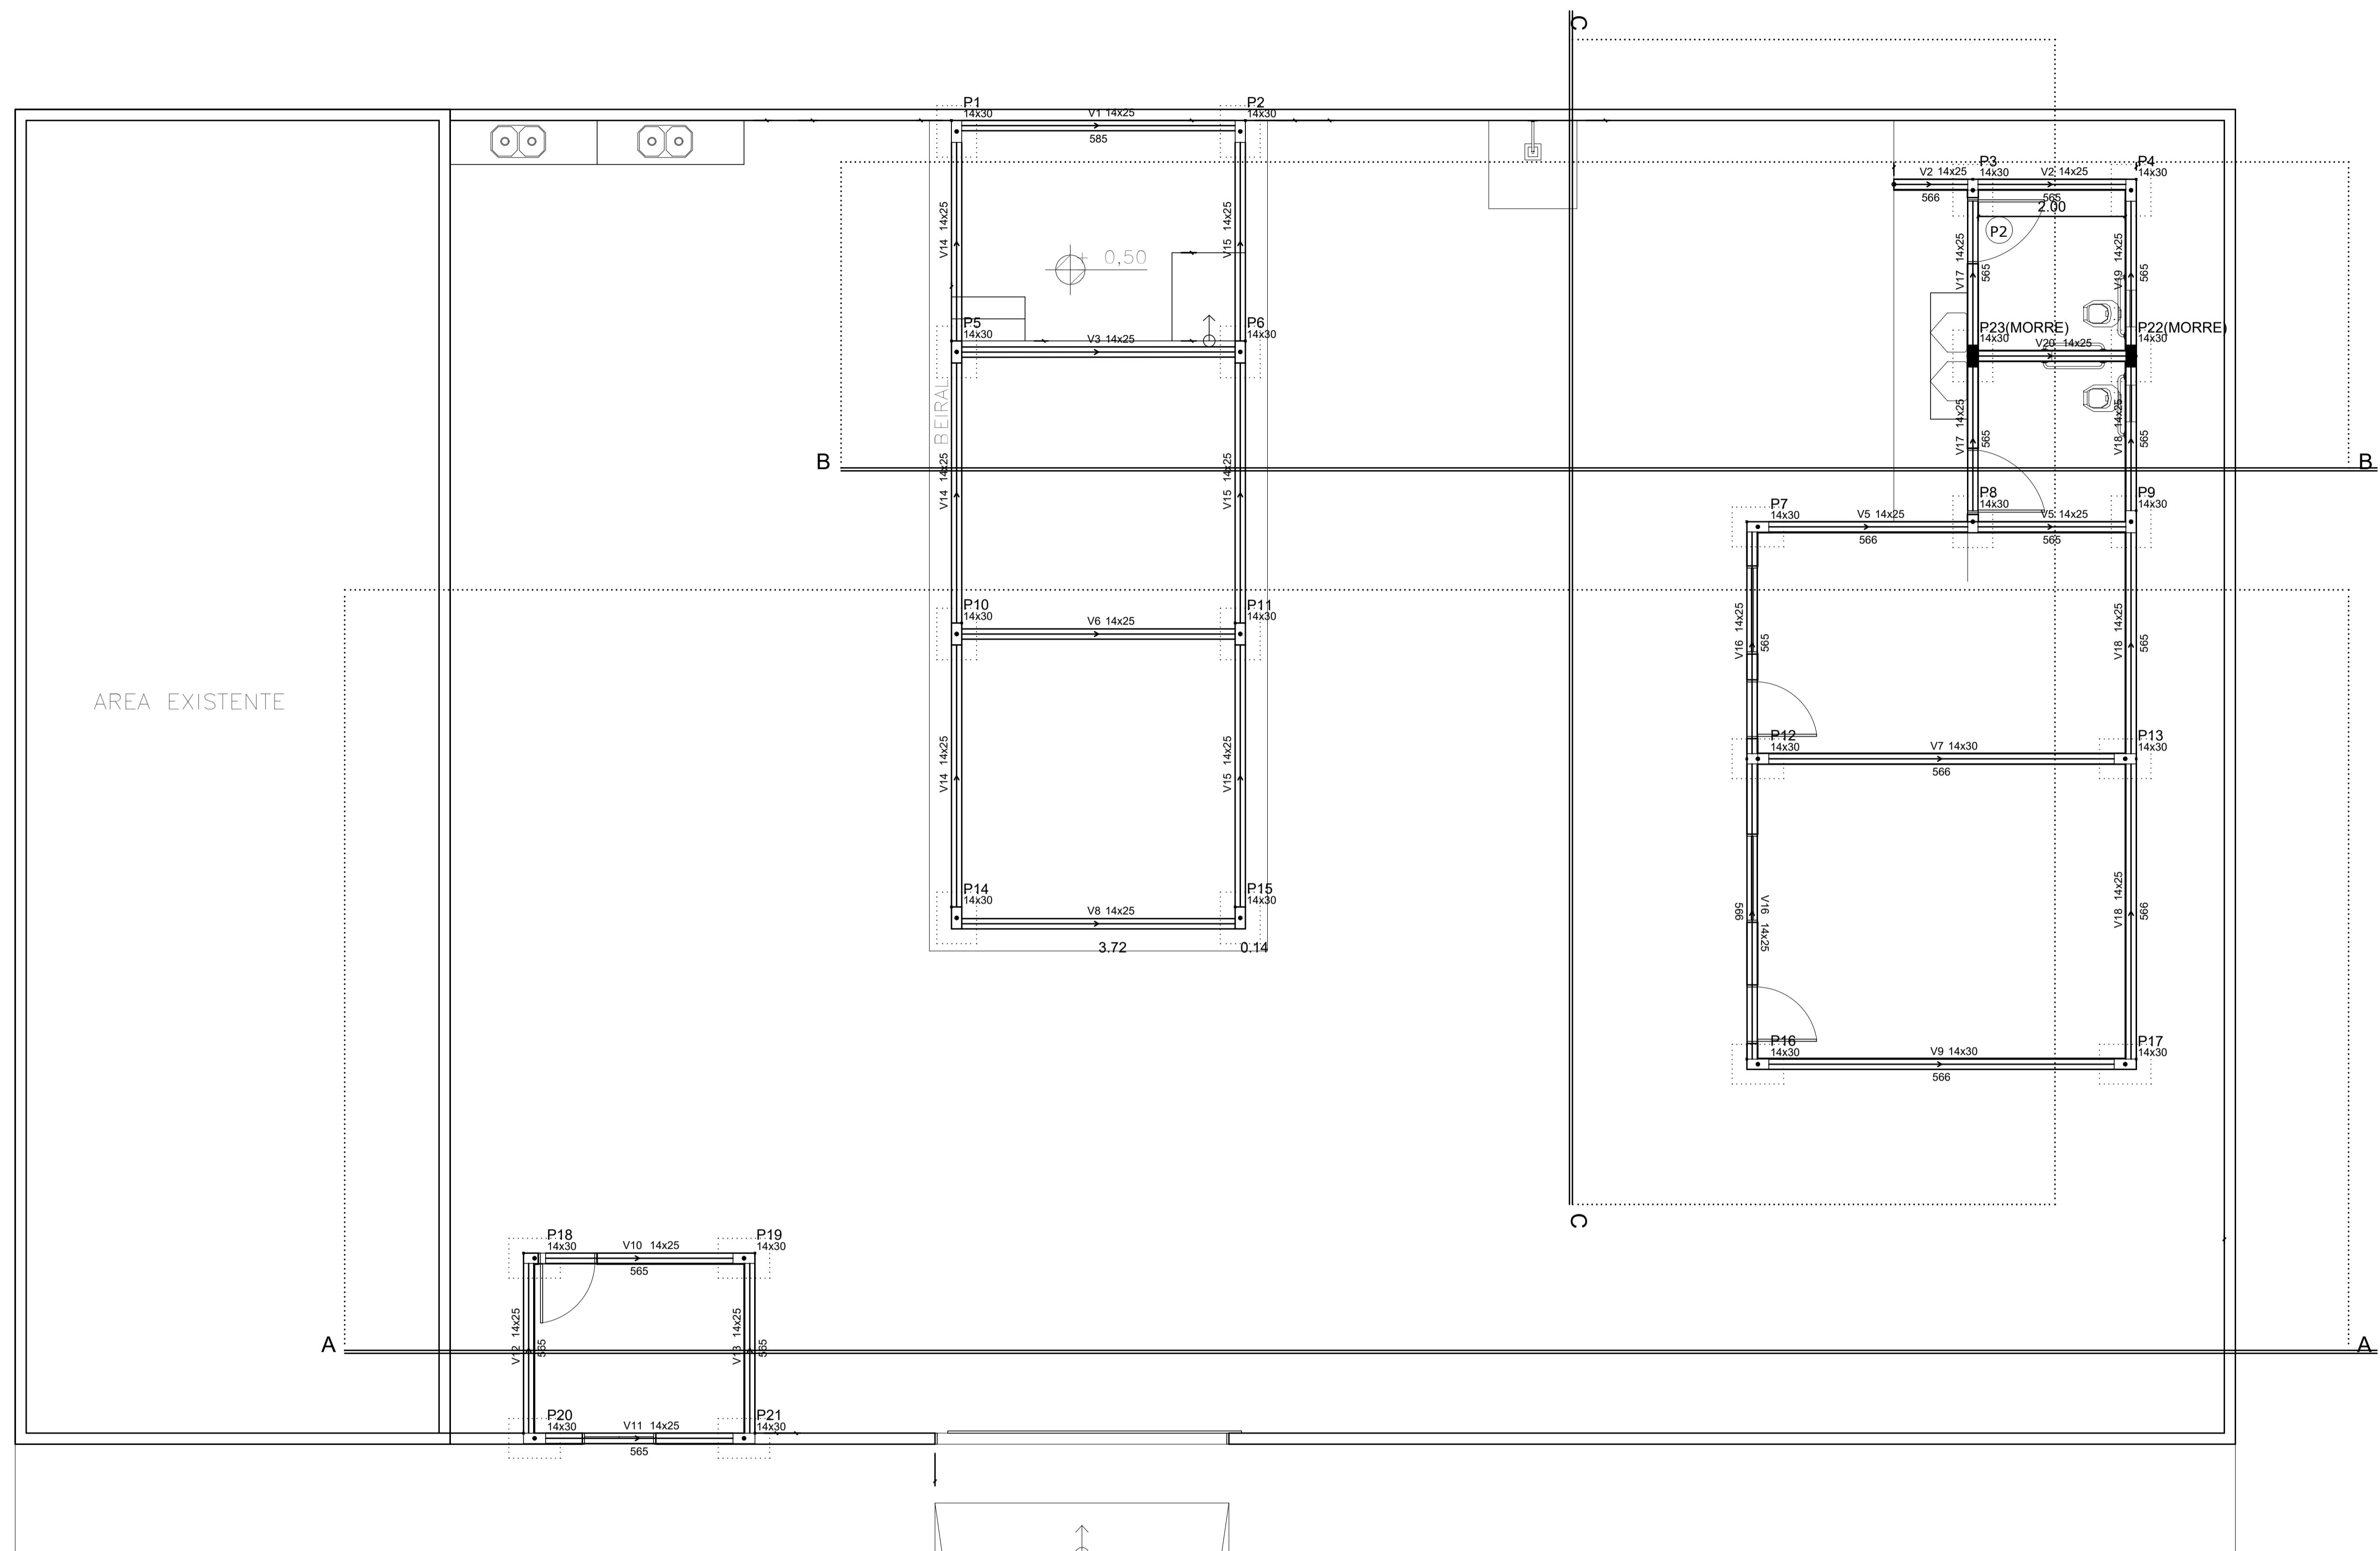 C
P1
14x30
V1 14x25
585
P2
14x30
P3
14x30
V2 14x25
566
V2 14x25
565
2.00
P4
14x30
P2
V14 14x25
V15 14x25
+ 0,50
V17 14x25
565
V19 14x25
565
P5
14x30
V3 14x25
P6
14x30
P23(MORRE)
14x30
V20 14x25
P22(MORRE)
14x30
BEIRAL
V17 14x25
565
V18 14x25
565
B
B
V14 14x25
V15 14x25
P7
14x30
V5 14x25
566
P8
14x30
V5 14x25
565
P9
14x30
P10
14x30
V6 14x25
P11
14x30
V16 14x25
565
V18 14x25
565
AREA EXISTENTE
P12
14x30
V7 14x30
566
P13
14x30
V14 14x25
V15 14x25
P14
14x30
V8 14x25
P15
14x30
3.72
0.14
566
V16 14x25
V18 14x25
566
P16
14x30
V9 14x30
566
P17
14x30
C
P18
14x30
V10 14x25
565
P19
14x30
V12 14x25
565
V13 14x25
565
A
A
P20
14x30
V11 14x25
565
P21
14x30